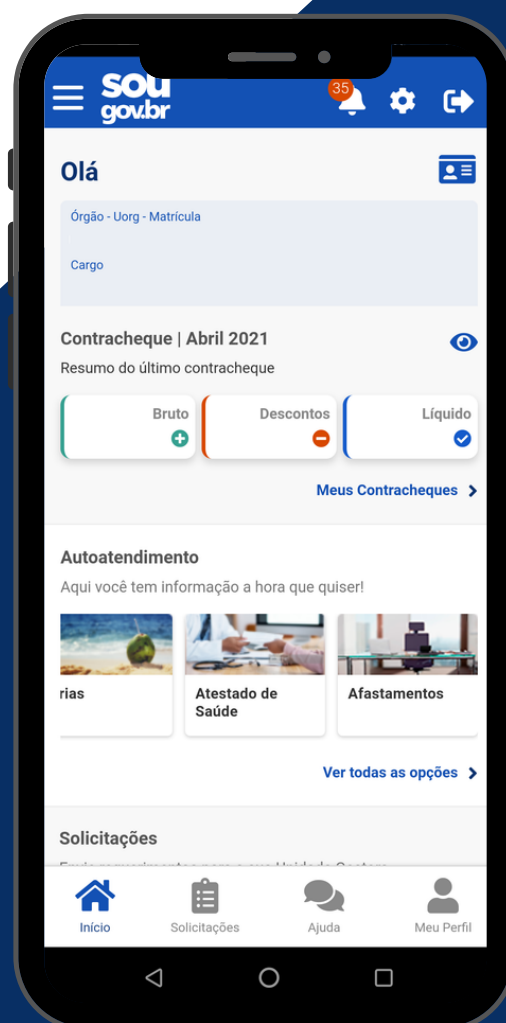 sou
gov.br
35
Olá
Órgão - Uorg - Matrícula
Cargo
Contracheque | Abril 2021
Resumo do último contracheque
Bruto
Descontos
Líquido
Meus Contracheques
Autoatendimento
Aqui você tem informação a hora que quiser!
rias
Atestado de
Saúde
Afastamentos
Ver todas as opções
Solicitações
Início
Solicitações
Ajuda
Meu Perfil